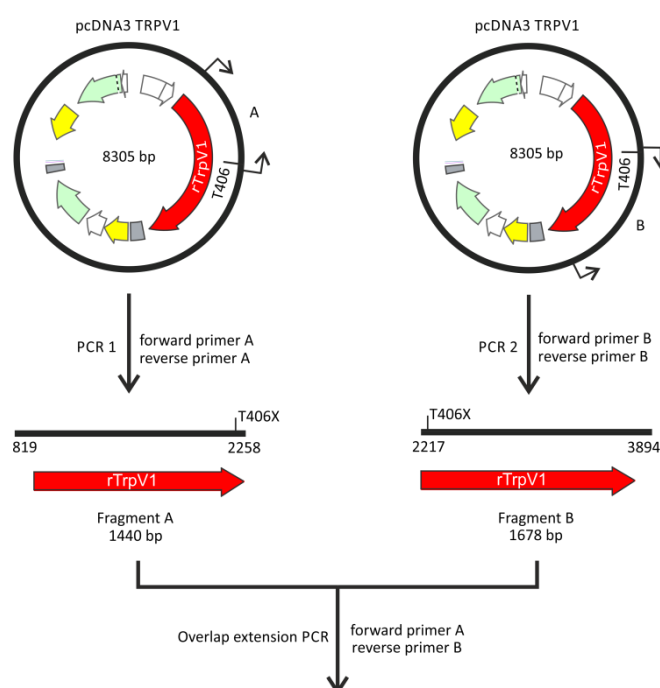 pcDNA3 TRPV1
A
8305 bp
rTrpV1
T406
pcDNA3 TRPV1
8305 bp
rTrpV1
T406
B
PCR 1
forward primer A
reverse primer A
PCR 2
forward primer B
reverse primer B
T406X
819
2258
rTrpV1
Fragment A
1440 bp
T406X
2217
3894
rTrpV1
Fragment B
1678 bp
Overlap extension PCR
forward primer A
reverse primer B